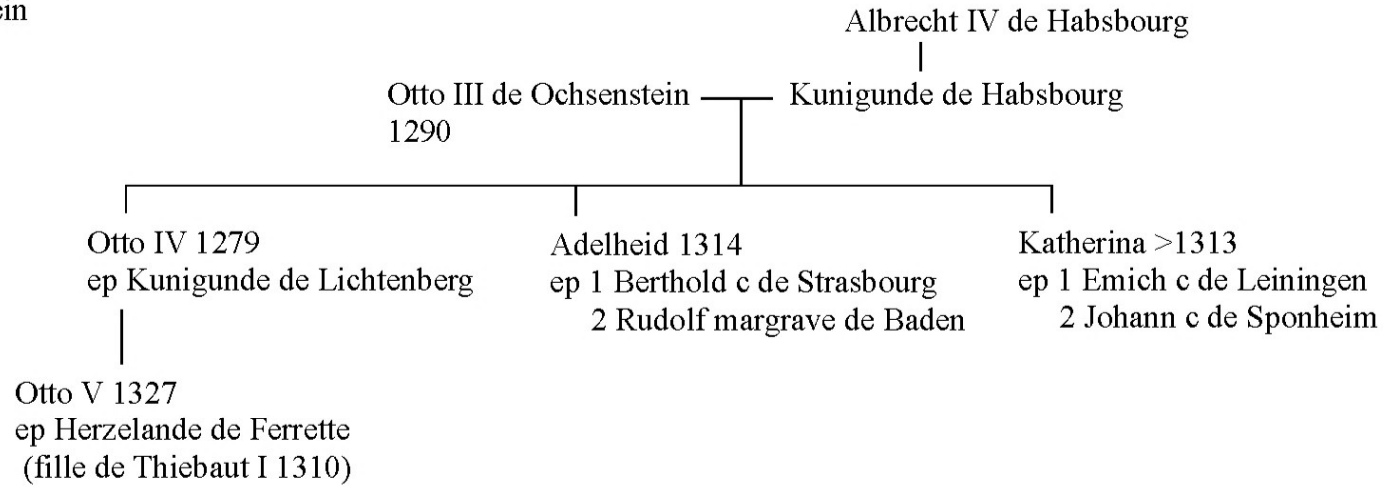 ein
Albrecht IV de Habsbourg
Otto III de Ochsenstein
1290
Kunigunde de Habsbourg
Otto IV 1279
ep Kunigunde de Lichtenberg
Adelheid 1314
ep 1 Berthold c de Strasbourg
2 Rudolf margrave de Baden
Katherina >1313
ep 1 Emich c de Leiningen
2 Johann c de Sponheim
Otto V 1327
ep Herzelande de Ferrette
(fille de Thiebaut I 1310)